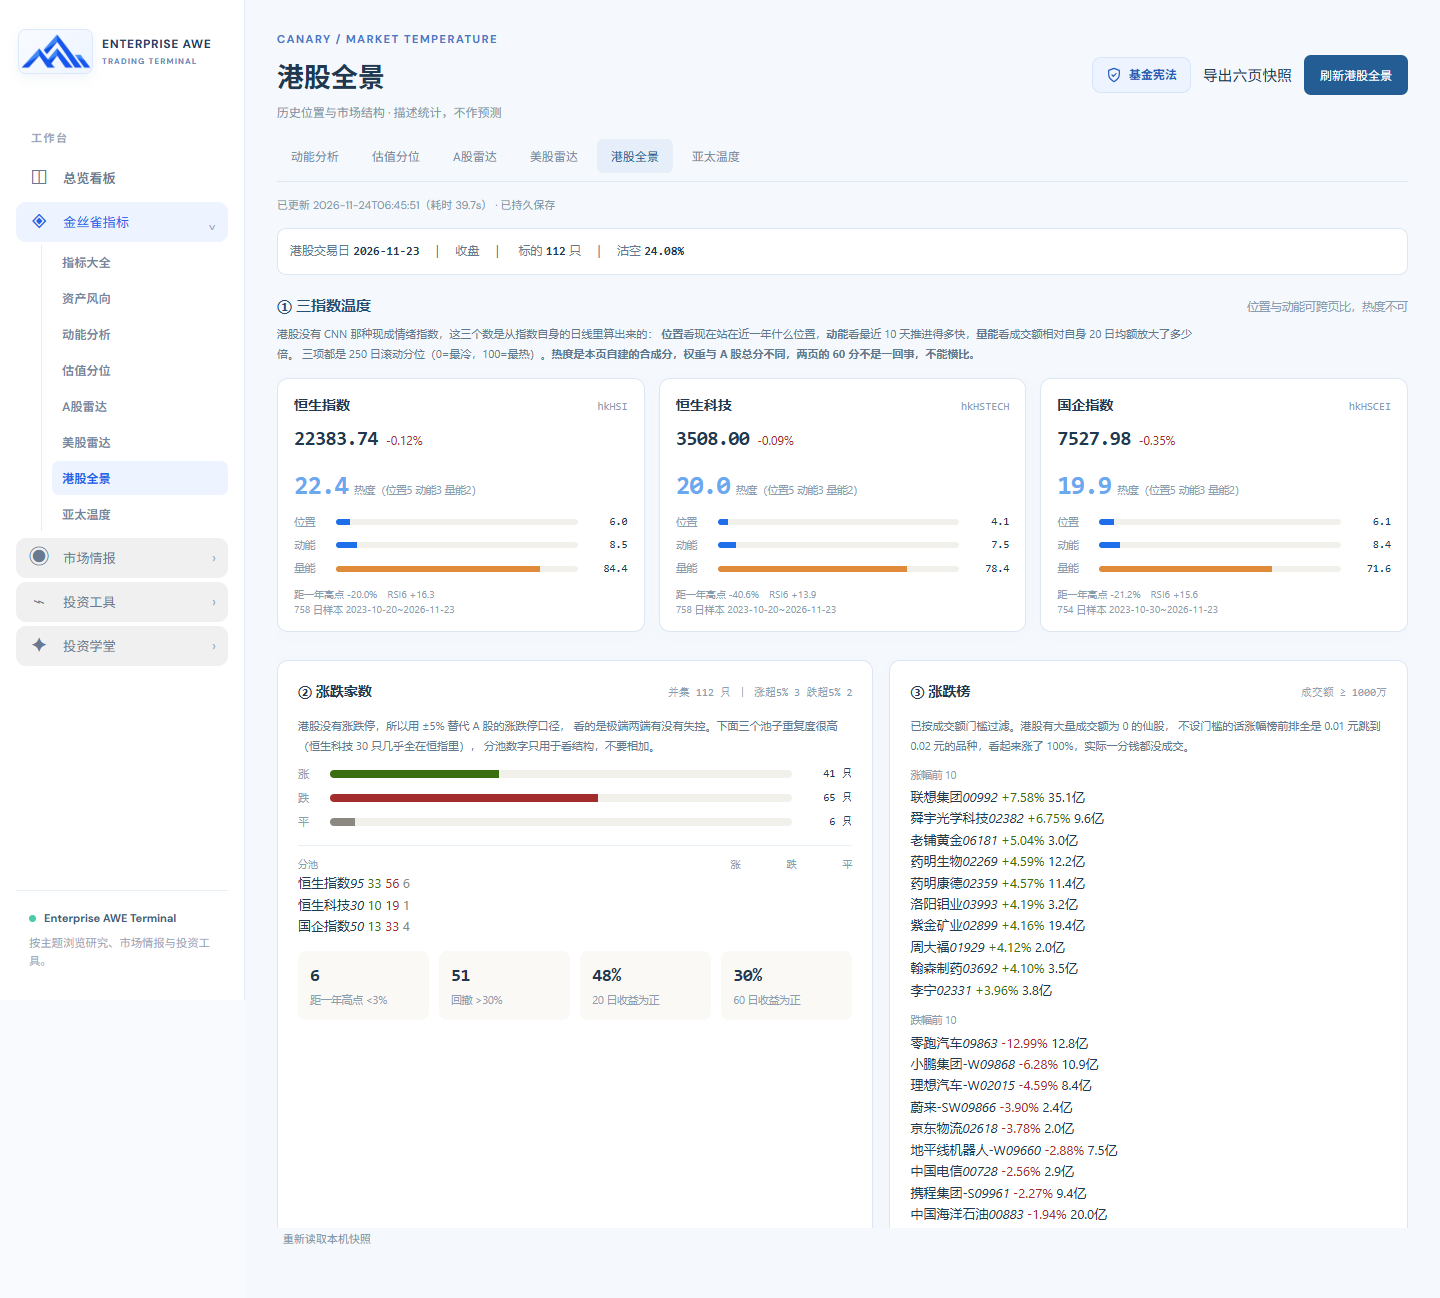 ENTERPRISE AWE
TRADING TERMINAL
工作台
总览看板
金丝雀指标
指标大全
资产风向
动能分析
估值分位
A股雷达
美股雷达
港股全景
亚太温度
市场情报
投资工具
投资学堂
Enterprise AWE Terminal
按主题浏览研究、市场情报与投资工
具。
CANARY / MARKET TEMPERATURE
港股全景
历史位置与市场结构 · 描述统计，不作预测
基金宪法
导出六页快照
刷新港股全景
动能分析 估值分位 A股雷达 美股雷达 港股全景 亚太温度
已更新 2026-11-24T06:45:51（耗时 39.7s） · 已持久保存
港股交易日 2026-11-23 | 收盘 | 标的 112 只 | 沽空 24.08%
① 三指数温度
位置与动能可跨页比，热度不可
港股没有 CNN 那种现成情绪指数，这三个数是从指数自身的日线里算出来的： 位置看现在站在近一年什么位置，动能看最近 10 天推进得多快，量能看成交额相对自身 20 日均额放大了多少
倍。 三项都是 250 日滚动分位（0=最冷，100=最热）。热度是本页自建的合成分，权重与 A 股总分不同，两页的 60 分不是一回事，不能横比。
恒生指数 hkHSI
22383.74 -0.12%
22.4 热度（位置5 动能3 量能2）
位置 6.0
动能 8.5
量能 84.4
距一年高点 -20.0% RSI6 +16.3
758 日样本 2023-10-20~2026-11-23
恒生科技 hkHSTECH
3508.00 -0.09%
20.0 热度（位置5 动能3 量能2）
位置 4.1
动能 7.5
量能 78.4
距一年高点 -40.6% RSI6 +13.9
758 日样本 2023-10-20~2026-11-23
国企指数 hkHSCEI
7527.98 -0.35%
19.9 热度（位置5 动能3 量能2）
位置 6.1
动能 8.4
量能 71.6
距一年高点 -21.2% RSI6 +15.6
754 日样本 2023-10-30~2026-11-23
② 涨跌家数 并集 112 只 | 涨超5% 3 跌超5% 2
港股没有涨跌停，所以用 ±5% 替代 A 股的涨跌停口径， 看的是极端两端有没有失控。下面三个池子重复度很高
（恒生科技 30 只几乎全在恒指里）， 分池数字只用于看结构，不要相加。
涨 41 只
跌 65 只
平 6 只
分池 涨 跌 平
恒生指数95 33 56 6
恒生科技30 10 19 1
国企指数50 13 33 4
6
距一年高点 <3%
51
回撤 >30%
48%
20 日收益为正
30%
60 日收益为正
③ 涨跌榜 成交额 ≥ 1000万
已按成交额门槛过滤。港股有大量成交额为 0 的仙股， 不设门槛的话涨幅榜前排全是 0.01 元跳到
0.02 元的品种，看起来涨了 100%，实际一分钱都没成交。
涨幅前 10
联想集团00992 +7.58% 35.1亿
舜宇光学科技02382 +6.75% 9.6亿
老铺黄金06181 +5.04% 3.0亿
药明生物02269 +4.59% 12.2亿
药明康德02359 +4.57% 11.4亿
洛阳钼业03993 +4.19% 3.2亿
紫金矿业02899 +4.16% 19.4亿
周大福01929 +4.12% 2.0亿
翰森制药03692 +4.10% 3.5亿
李宁02331 +3.96% 3.8亿
跌幅前 10
零跑汽车09863 -12.99% 12.8亿
小鹏集团-W09868 -6.28% 10.9亿
理想汽车-W02015 -4.59% 8.4亿
蔚来-SW09866 -3.90% 2.4亿
京东物流02618 -3.78% 2.0亿
地平线机器人-W09660 -2.88% 7.5亿
中国电信00728 -2.56% 2.9亿
携程集团-S09961 -2.27% 9.4亿
中国海洋石油00883 -1.94% 20.0亿
重新读取本机快照